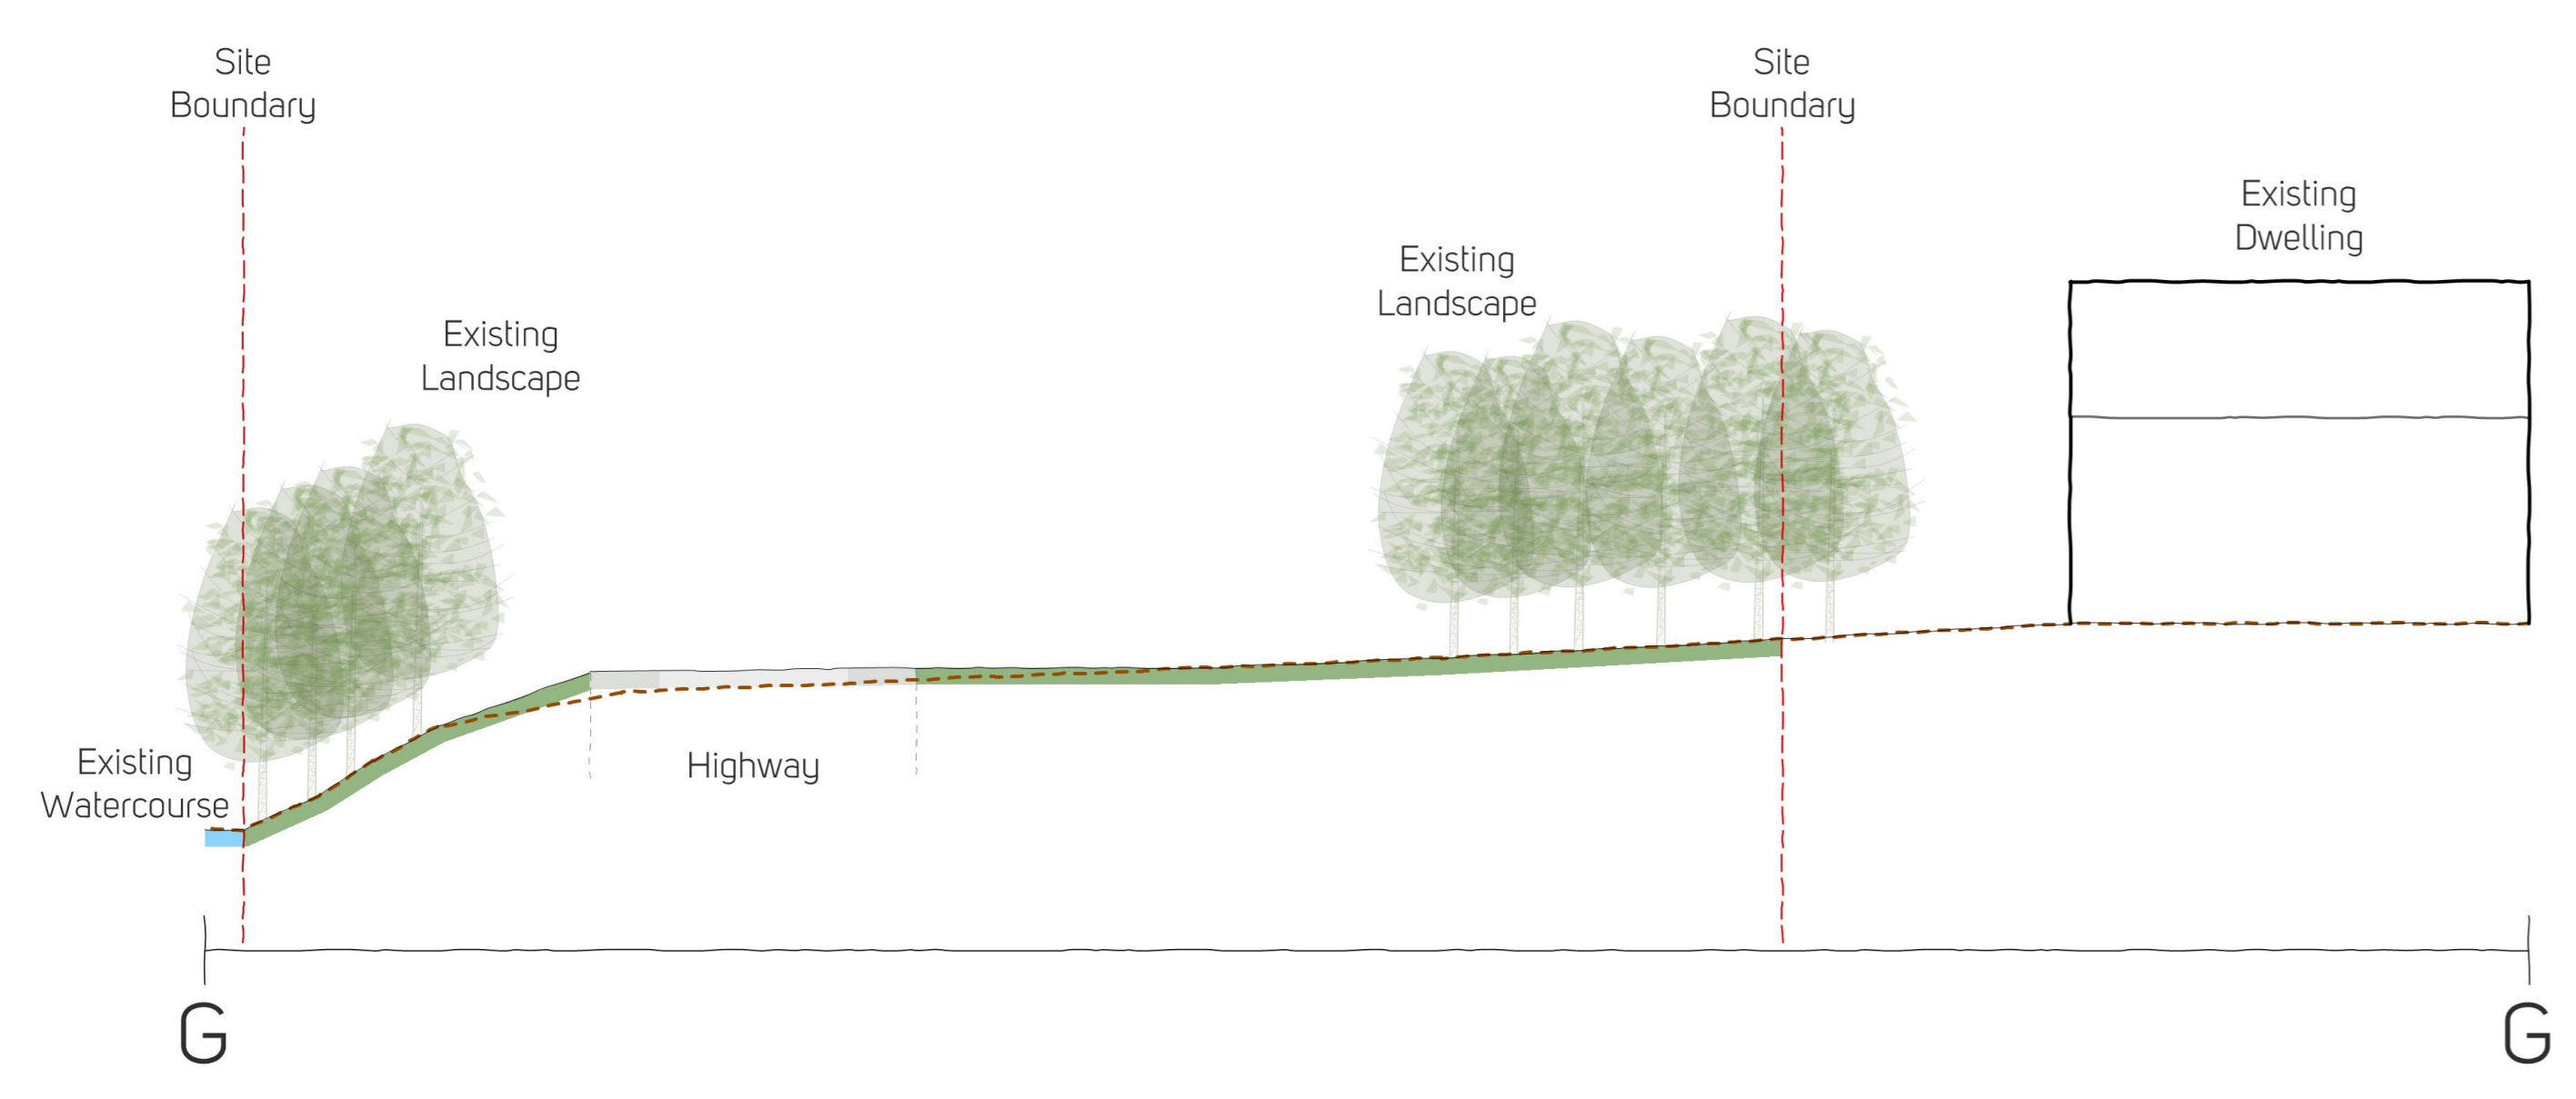 Site
Boundary
Site
Boundary
Existing
Dwelling
Existing
Landscape
Existing
Landscape
Existing
Watercourse
Highway
G
G